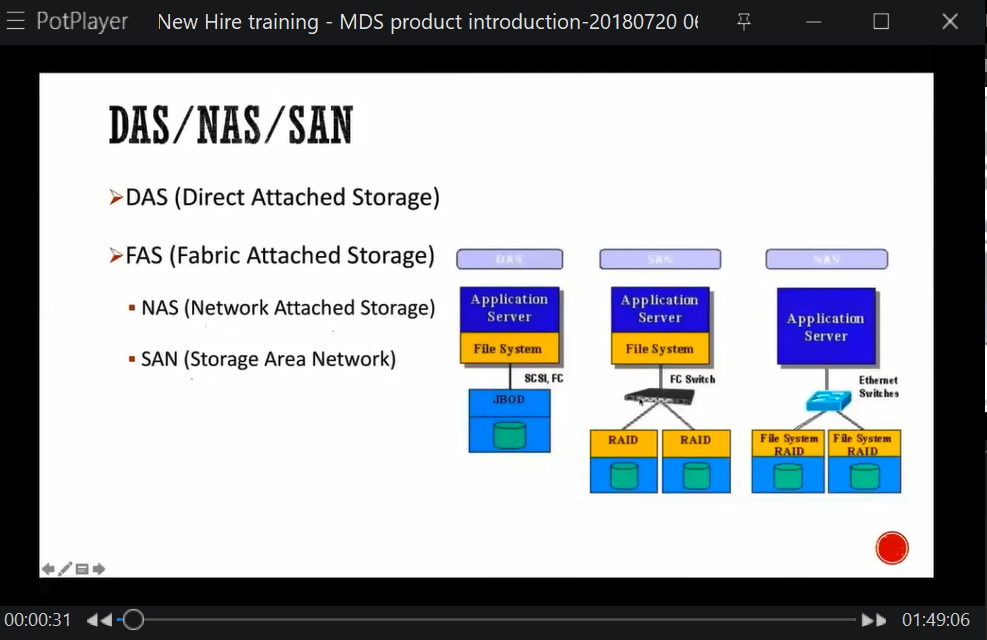 PotPlayer
New Hire training - MDS product introduction-20180720 06
DAS/NAS/SAN
DAS (Direct Attached Storage)
FAS (Fabric Attached Storage)
NAS (Network Attached Storage)
SAN (Storage Area Network)
DAS
Application
Server
File System
SCSI, FC
JBOD
SAN
Application
Server
File System
FC Switch
RAID
RAID
NAS
Application
Server
Ethernet
Switches
File System
RAID
File System
RAID
00:00:31
01:49:06